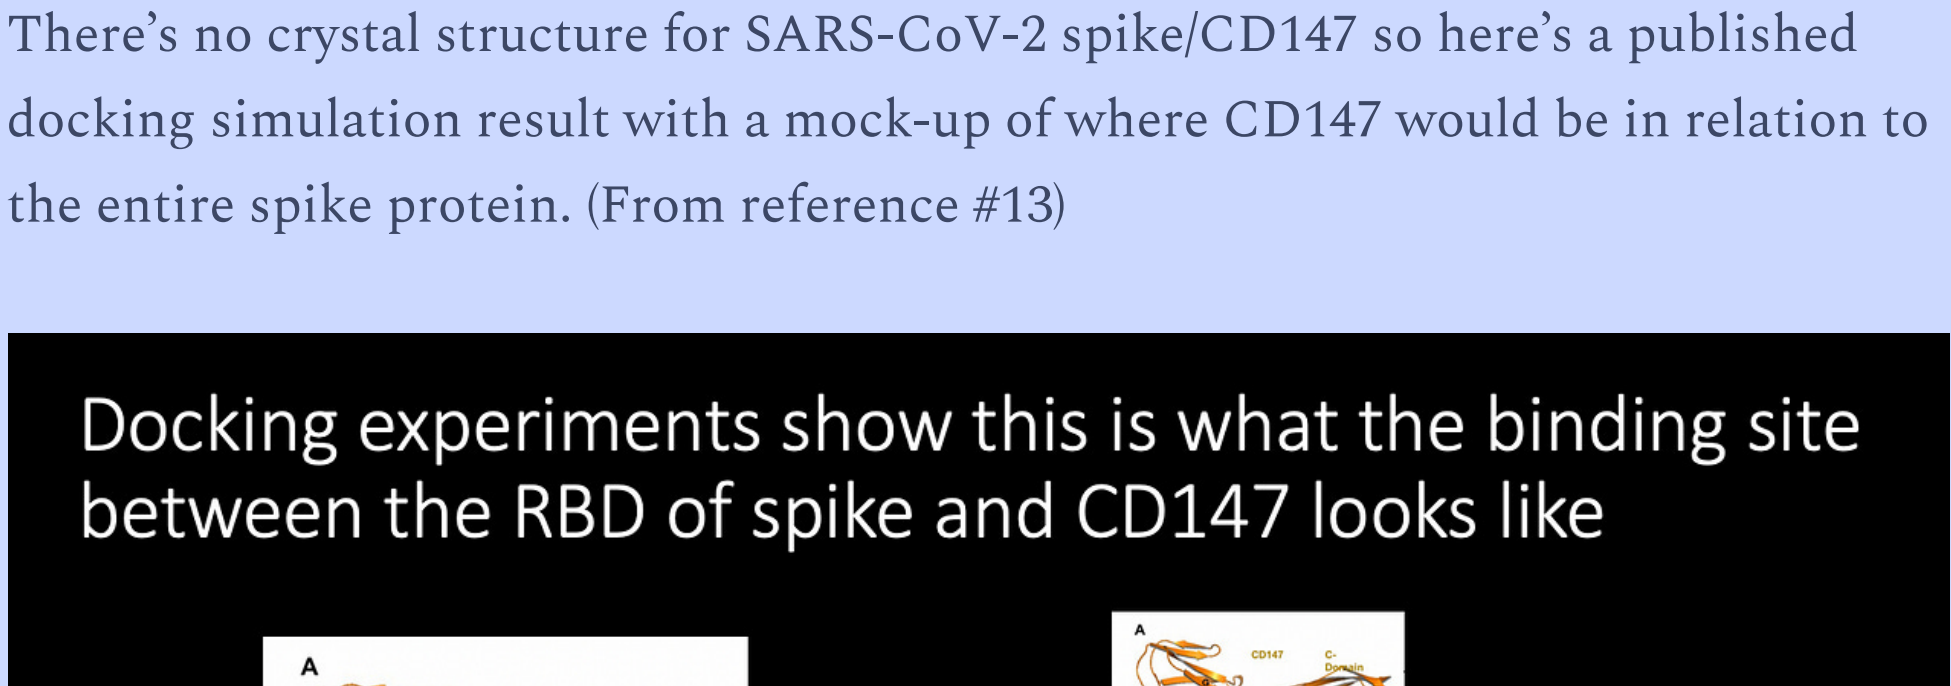 There’s no crystal structure for SARS-CoV-2 spike/CD147 so here’s a published
docking simulation result with a mock-up of where CD147 would be in relation to
the entire spike protein. (From reference #13)
Docking experiments show this is what the binding site
between the RBD of spike and CD147 looks like
A
A
CD147
C-
Domain